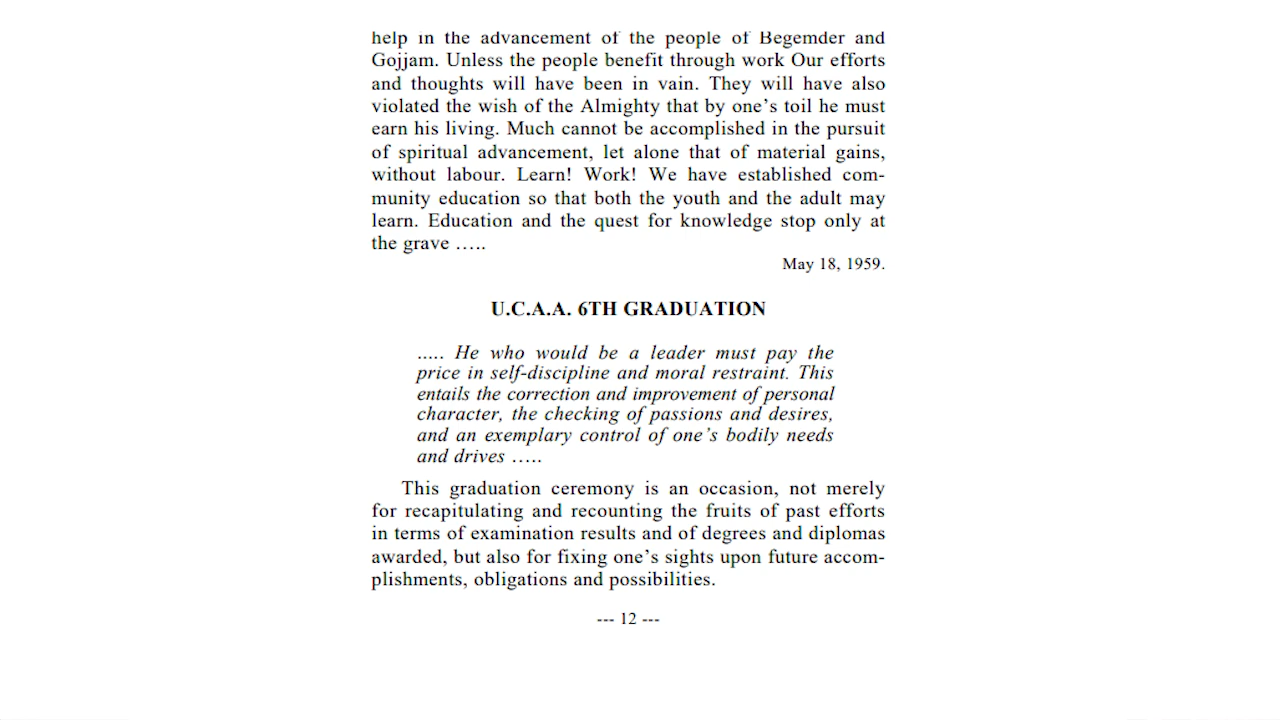 help in the advancement of the people of Begemder and
Gojjam. Unless the people benefit through work Our efforts
and thoughts will have been in vain. They will have also
violated the wish of the Almighty that by one’s toil he must
earn his living. Much cannot be accomplished in the pursuit
of spiritual advancement, let alone that of material gains,
without labour. Learn! Work! We have established com-
munity education so that both the youth and the adult may
learn. Education and the quest for knowledge stop only at
the grave …..
May 18, 1959.
U.C.A.A. 6TH GRADUATION
..... He who would be a leader must pay the
price in self-discipline and moral restraint. This
entails the correction and improvement of personal
character, the checking of passions and desires,
and an exemplary control of one’s bodily needs
and drives …..
This graduation ceremony is an occasion, not merely
for recapitulating and recounting the fruits of past efforts
in terms of examination results and of degrees and diplomas
awarded, but also for fixing one’s sights upon future accom-
plishments, obligations and possibilities.
--- 12 ---